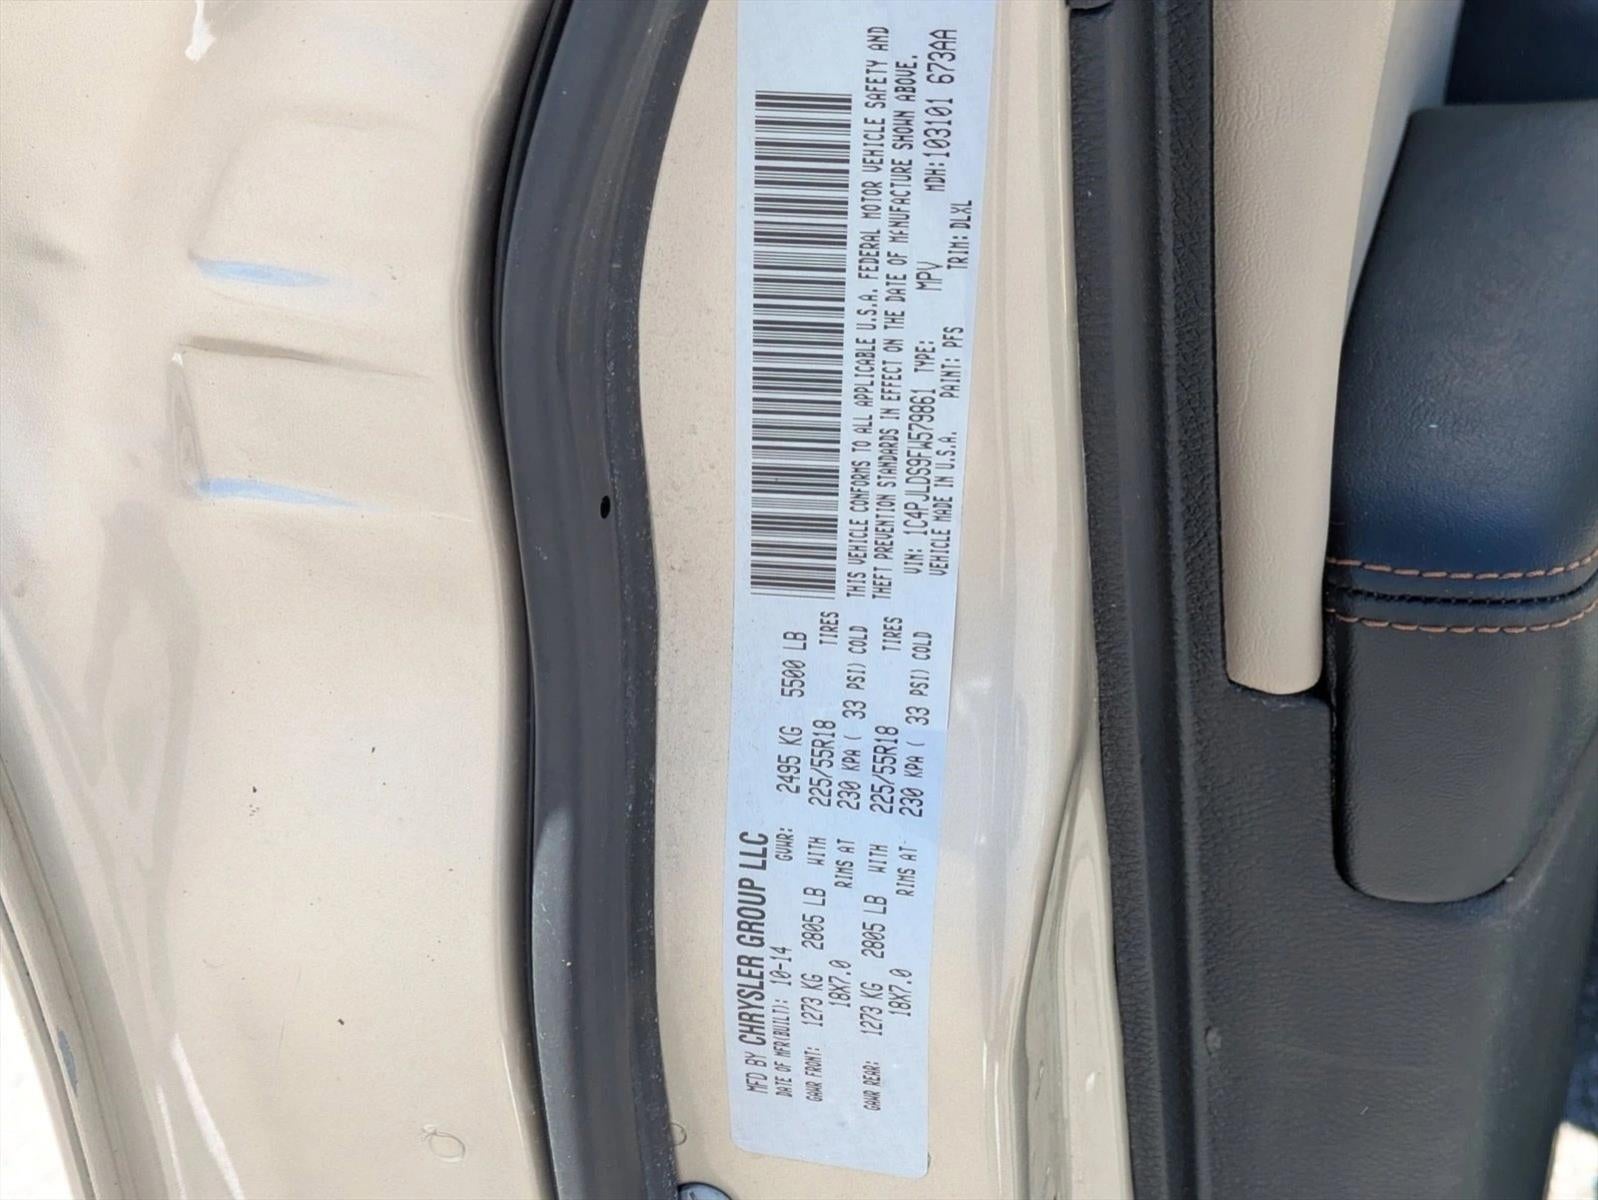 MFD BY CHRYSLER GROUP LLC
DATE OF MFR(BUILT): 10-14 GVWR: 2495 KG 5500 LB
GAWR FRONT: 1273 KG 2805 LB WITH 225/55R18 TIRES
18X7.0 RIMS AT 230 KPA ( 33 PSI) COLD
GAWR REAR: 1273 KG 2805 LB WITH 225/55R18 TIRES
18X7.0 RIMS AT 230 KPA ( 33 PSI) COLD
THIS VEHICLE CONFORMS TO ALL APPLICABLE U.S.A. FEDERAL MOTOR VEHICLE SAFETY AND
THEFT PREVENTION STANDARDS IN EFFECT ON THE DATE OF MANUFACTURE SHOWN ABOVE.
VIN: 1C4PJLDS9FW579861 TYPE: MPV MDH:103101 673AA
VEHICLE MADE IN U.S.A. PAINT: PFS TRIM: DLXL